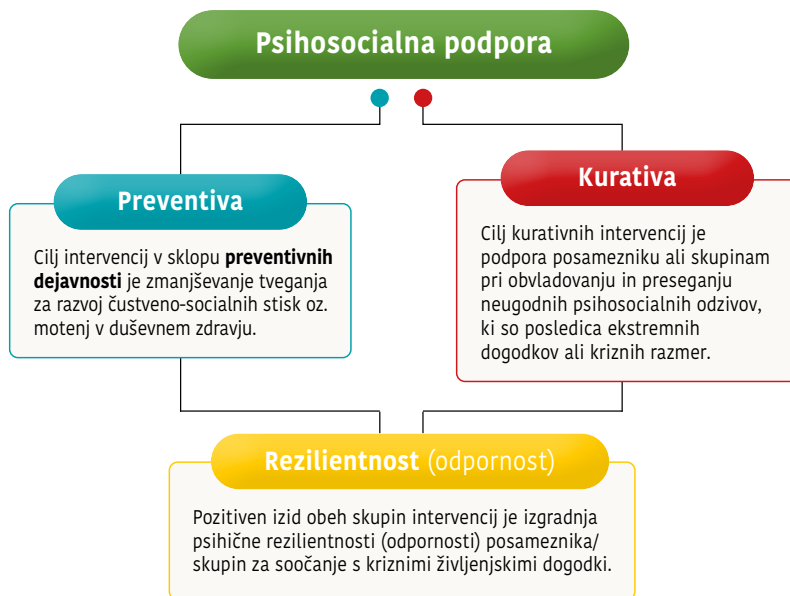 Psihosocialna podpora
Preventiva
Cilj intervencij v sklopu preventivnih
dejavnosti je zmanjševanje tveganja
za razvoj čustveno-socialnih stisk oz.
motenj v duševnem zdravju.
Kurativa
Cilj kurativnih intervencij je
podpora posamezniku ali skupinam
pri obvladovanju in preseganju
neugodnih psihosocialnih odzivov,
ki so posledica ekstremnih
dogodkov ali kriznih razmer.
Rezilientnost (odpornost)
Pozitiven izid obeh skupin intervencij je izgradnja
psihične rezilientnosti (odpornosti) posameznika/
skupin za soočanje s kriznimi življenjskimi dogodki.